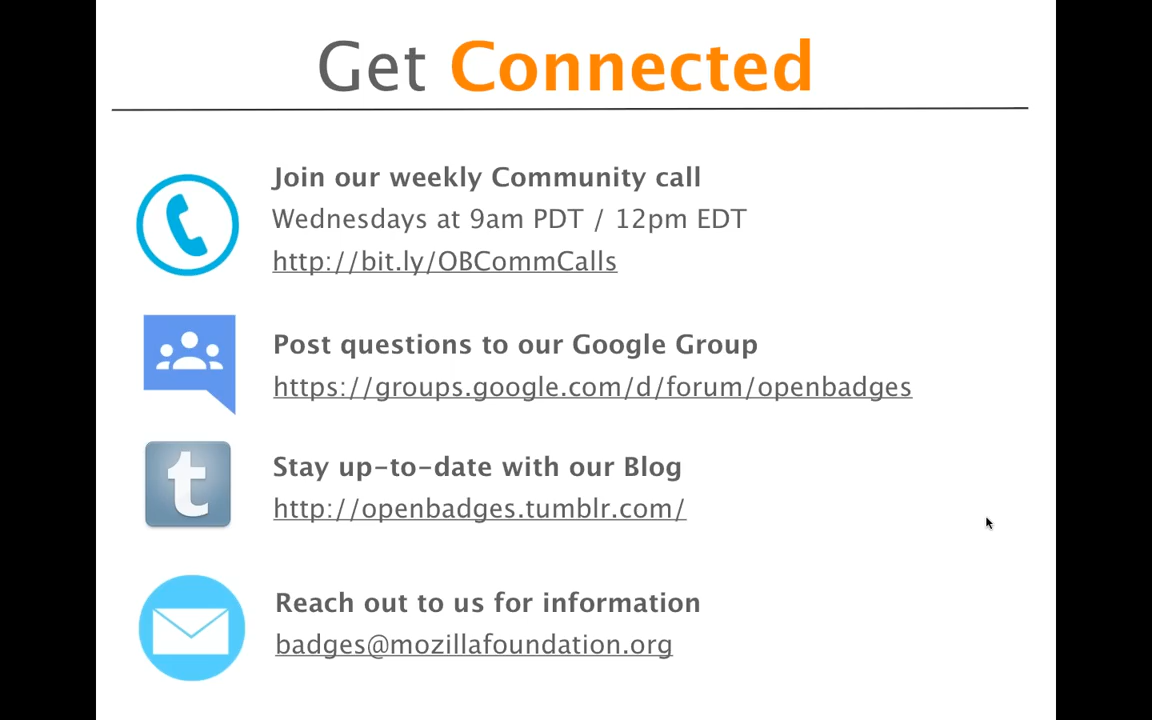 Get Connected
Join our weekly Community call
Wednesdays at 9am PDT / 12pm EDT
http://bit.ly/OBCommCalls
Post questions to our Google Group
https://groups.google.com/d/forum/openbadges
t
Stay up-to-date with our Blog
http://openbadges.tumblr.com/
Reach out to us for information
badges@mozillafoundation.org